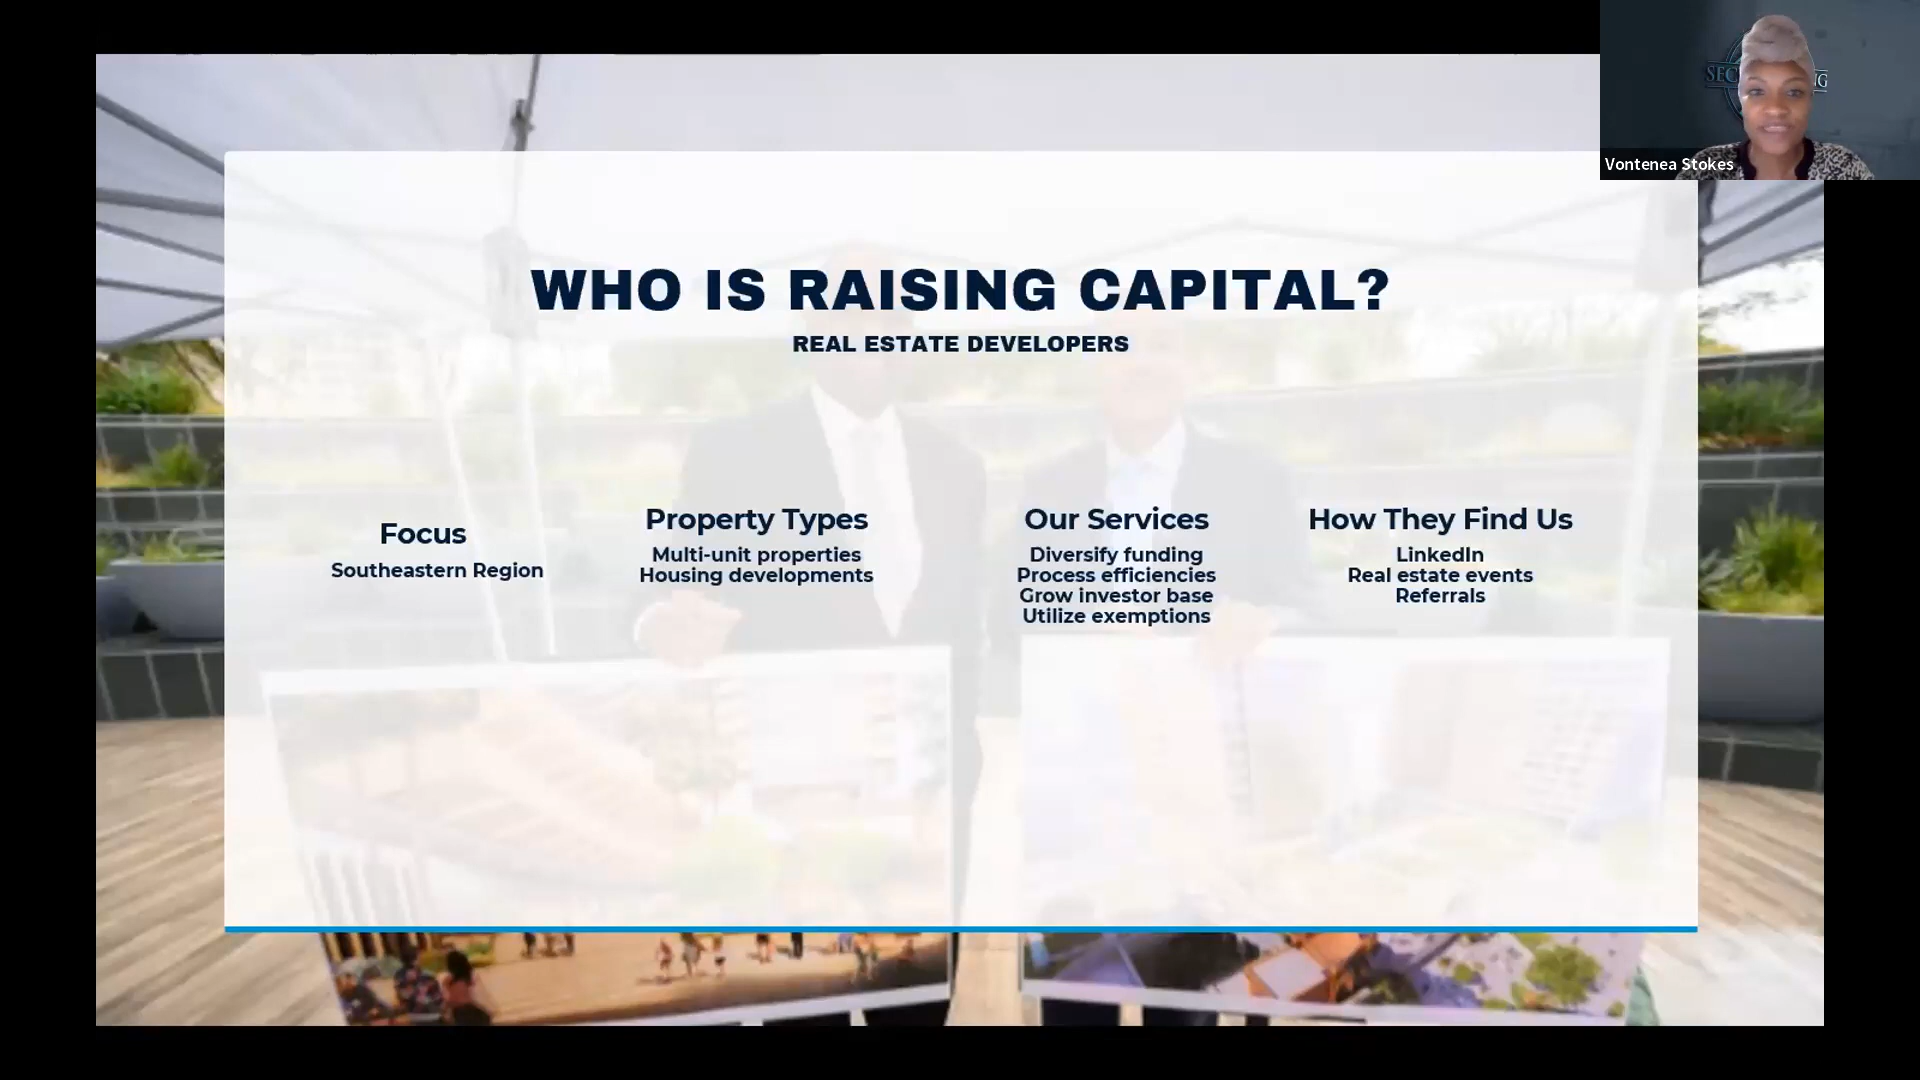 WHO IS RAISING CAPITAL?
REAL ESTATE DEVELOPERS
Focus
Southeastern Region
Property Types
Multi-unit properties
Housing developments
Our Services
Diversify funding
Process efficiencies
Grow investor base
Utilize exemptions
How They Find Us
LinkedIn
Real estate events
Referrals
Vontenea Stokes